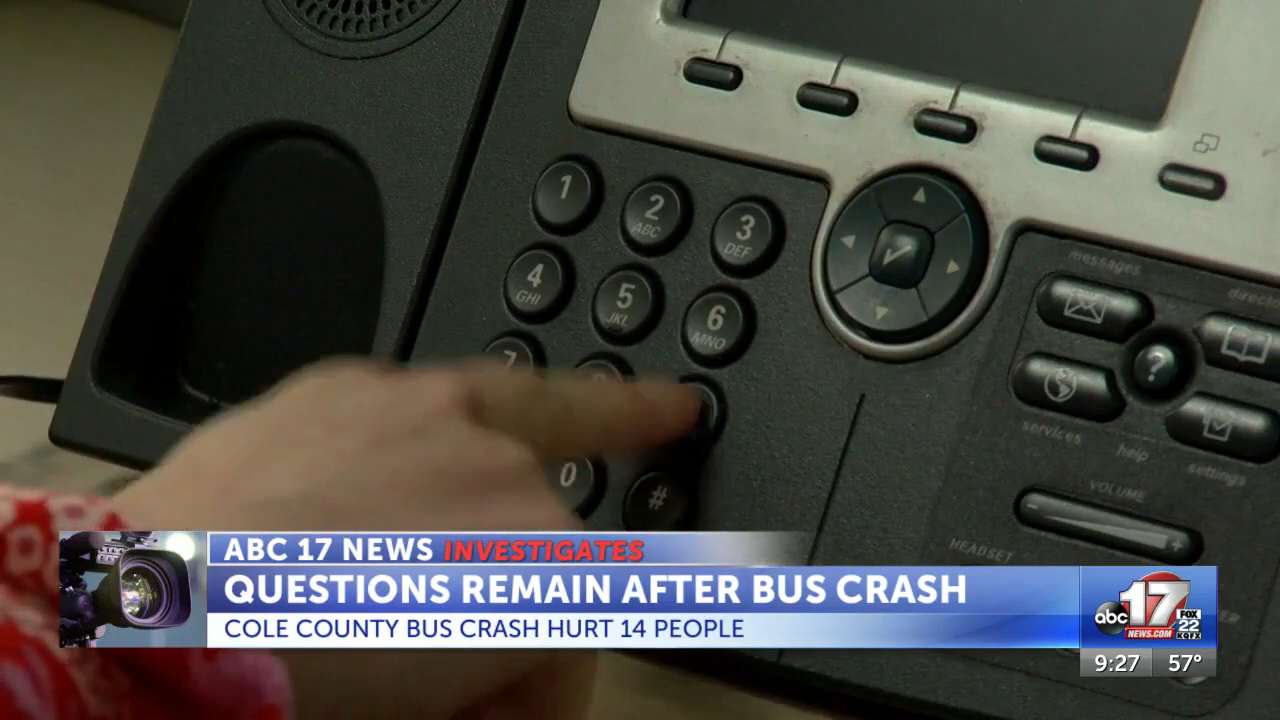 1
2
ABC
3
DEF
4
GHI
5
JKL
6
MNO
7
0
#
messages
?
services
help
settings
VOLUME
- +
HEADSET
ABC 17 NEWS INVESTIGATES
QUESTIONS REMAIN AFTER BUS CRASH
COLE COUNTY BUS CRASH HURT 14 PEOPLE
abc 17
NEWS.COM
FOX
22
KQFX
9:27 57°